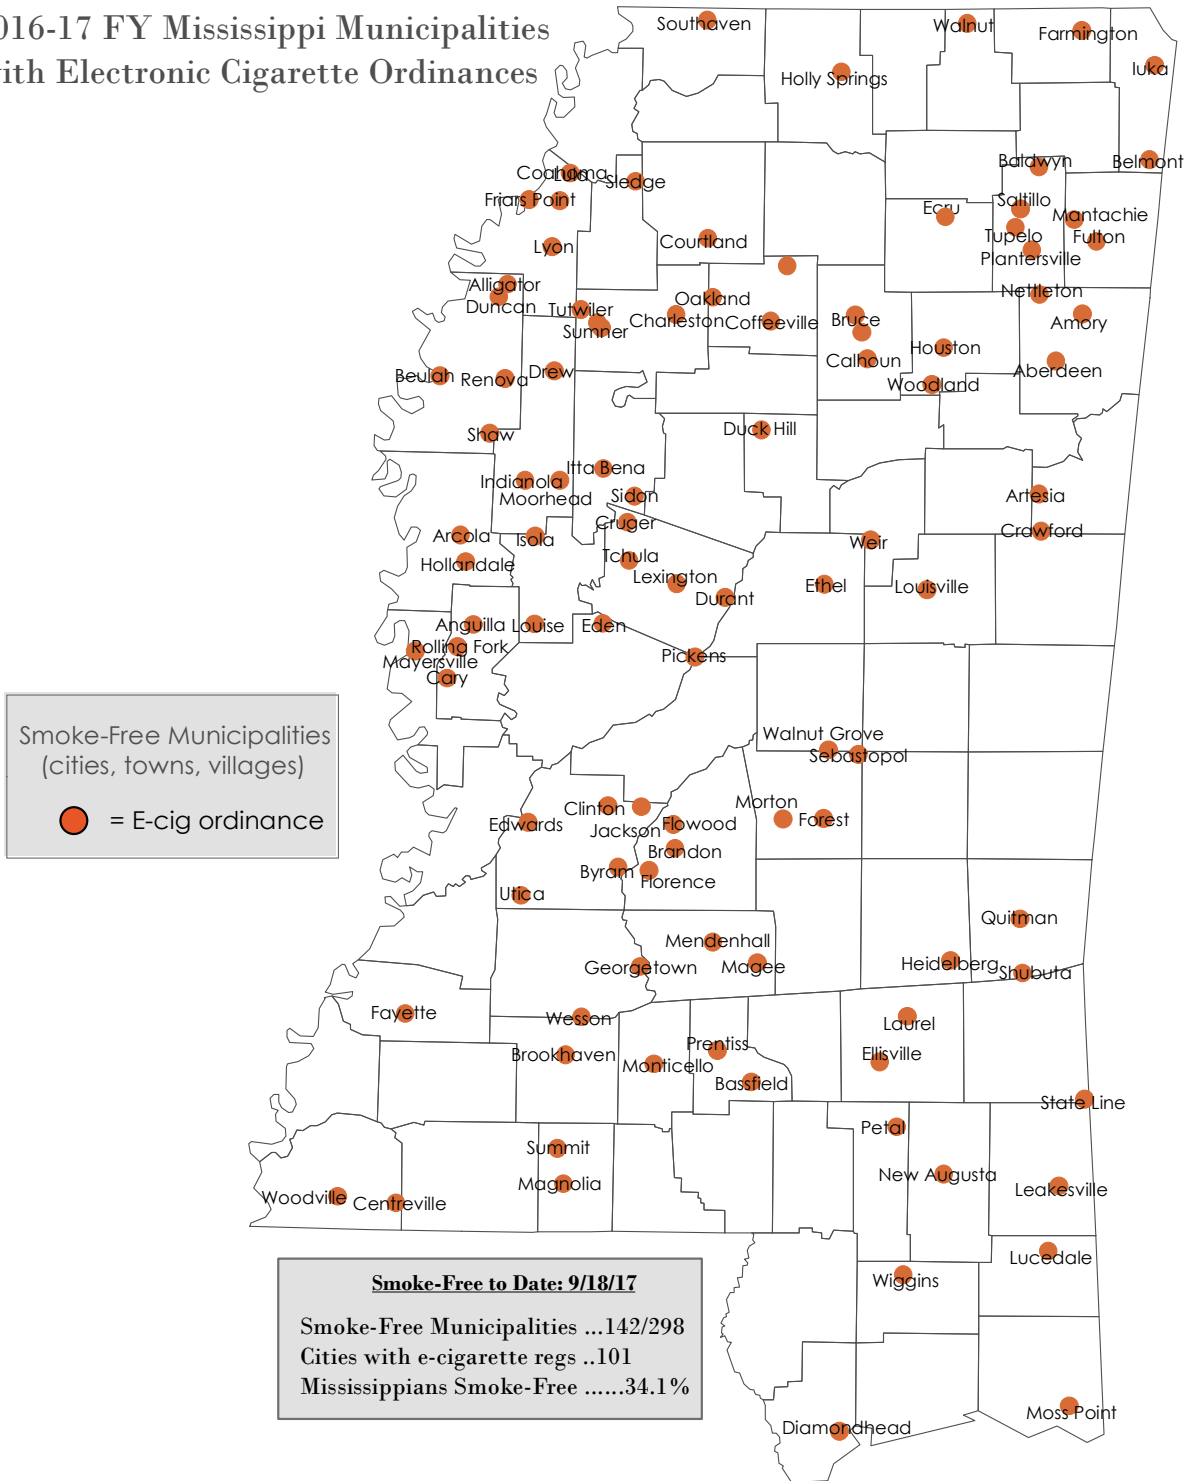 016-17 FY Mississippi Municipalities
ith Electronic Cigarette Ordinances
Southaven
Walnut
Farmington
Iuka
Holly Springs
Baldwyn
Belmont
Coahoma
Lula
Sledge
Friars Point
Ecru
Saltillo
Mantachie
Tupelo
Fulton
Plantersville
Courtland
Lyon
Alligator
Duncan
Tutwiler
Sumner
Oakland
Charleston
Coffeeville
Bruce
Calhoun
Nettleton
Amory
Houston
Aberdeen
Woodland
Beulah
Renova
Drew
Shaw
Duck Hill
Itta Bena
Indianola
Moorhead
Sidon
Artesia
Cruger
Crawford
Arcola
Isola
Weir
Hollandale
Tchula
Lexington
Durant
Ethel
Louisville
Anguilla
Louise
Eden
Rolling Fork
Mayersville
Cary
Pickens
Smoke-Free Municipalities
(cities, towns, villages)
= E-cig ordinance
Walnut Grove
Sebastopol
Morton
Forest
Clinton
Jackson
Flowood
Edwards
Brandon
Byram
Florence
Utica
Quitman
Mendenhall
Georgetown
Magee
Heidelberg
Shubuta
Fayette
Wesson
Laurel
Brookhaven
Monticello
Prentiss
Ellisville
Bassfield
State Line
Petal
Summit
New Augusta
Magnolia
Leakesville
Woodville
Centreville
Lucedale
Wiggins
Smoke-Free to Date: 9/18/17
Smoke-Free Municipalities ...142/298
Cities with e-cigarette regs ..101
Mississippians Smoke-Free ......34.1%
Moss Point
Diamondhead